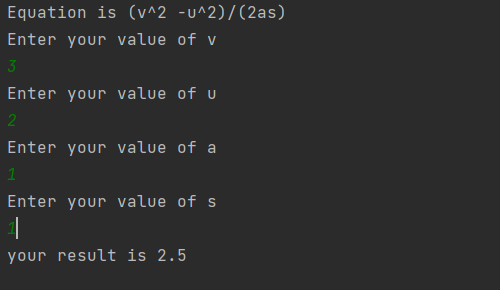 Equation is (v^2 -u^2)/(2as)
Enter your value of v
3
Enter your value of u
2
Enter your value of a
1
Enter your value of s
1
your result is 2.5